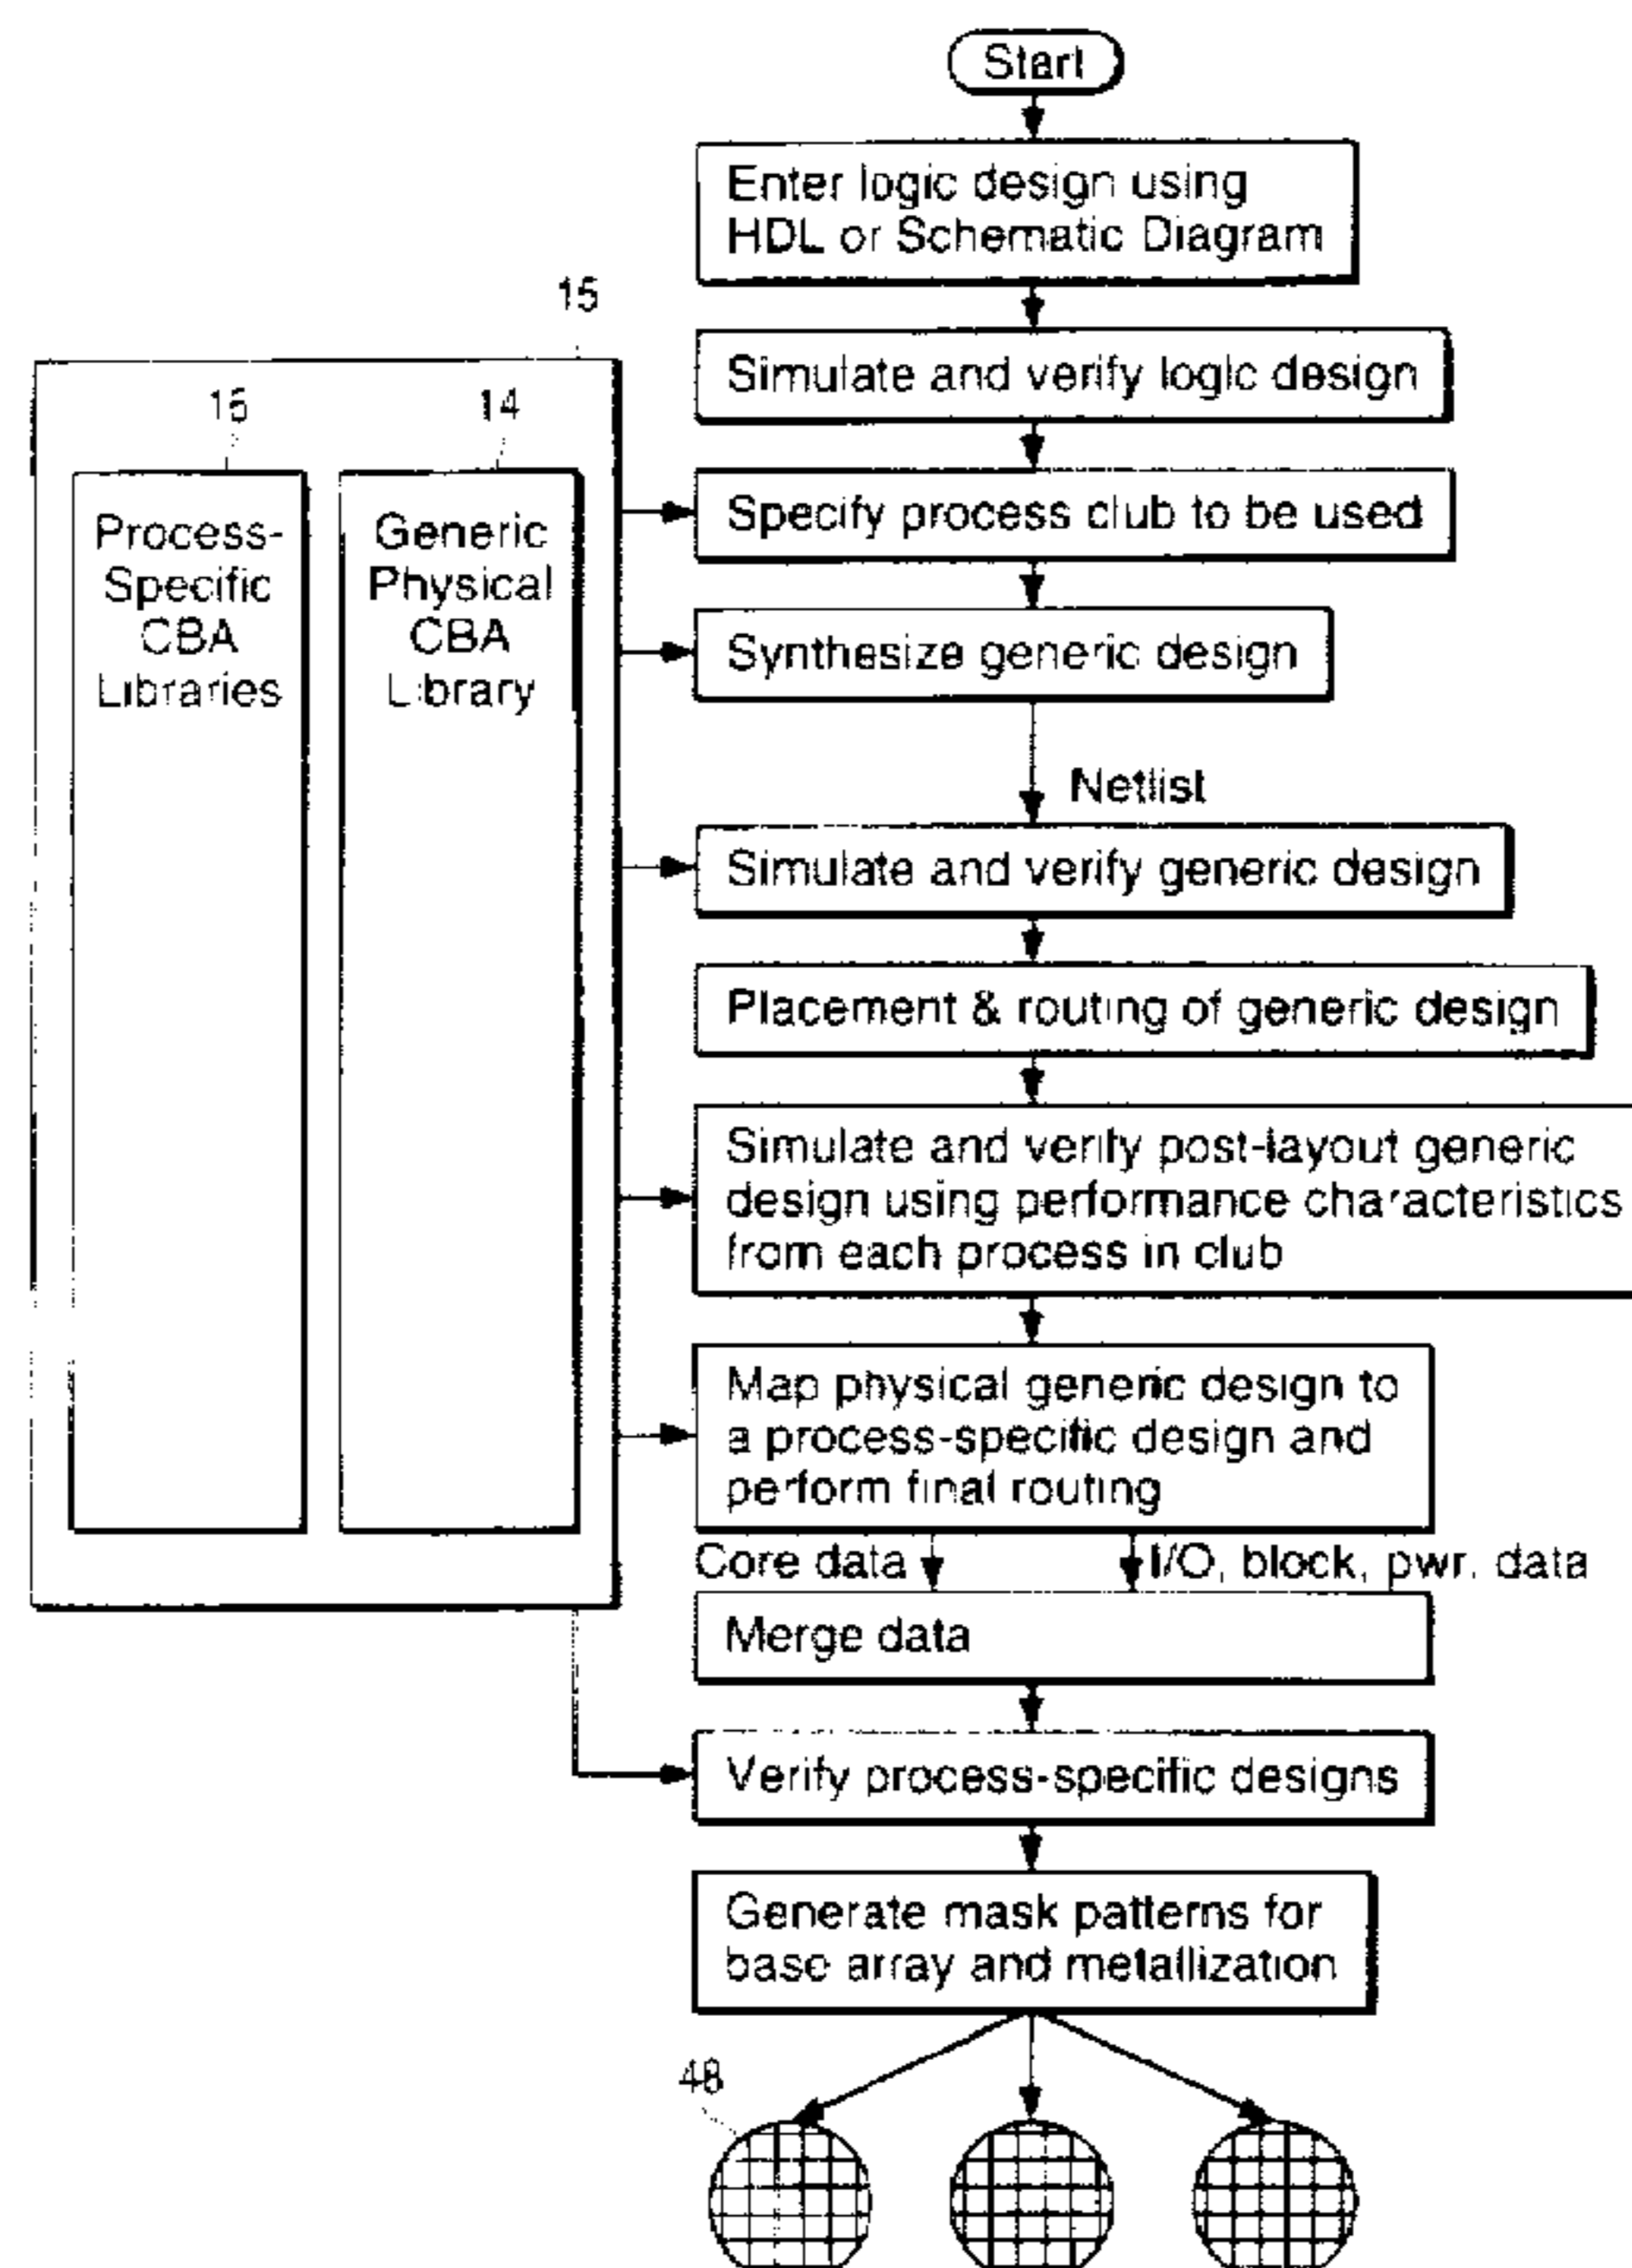 Start
Enter logic design using
HDL or Schematic Diagram
Simulate and verify logic design
15
16
14
Process-
Specific
CBA
Libraries
Generic
Physical
CBA
Library
Specify process club to be used
Synthesize generic design
Netlist
Simulate and verify generic design
Placement & routing of generic design
Simulate and verify post-layout generic
design using performance characteristics
from each process in club
Map physical generic design to
a process-specific design and
perform final routing
Core data
I/O, block, pwr. data
Merge data
Verify process-specific designs
Generate mask patterns for
base array and metallization
48